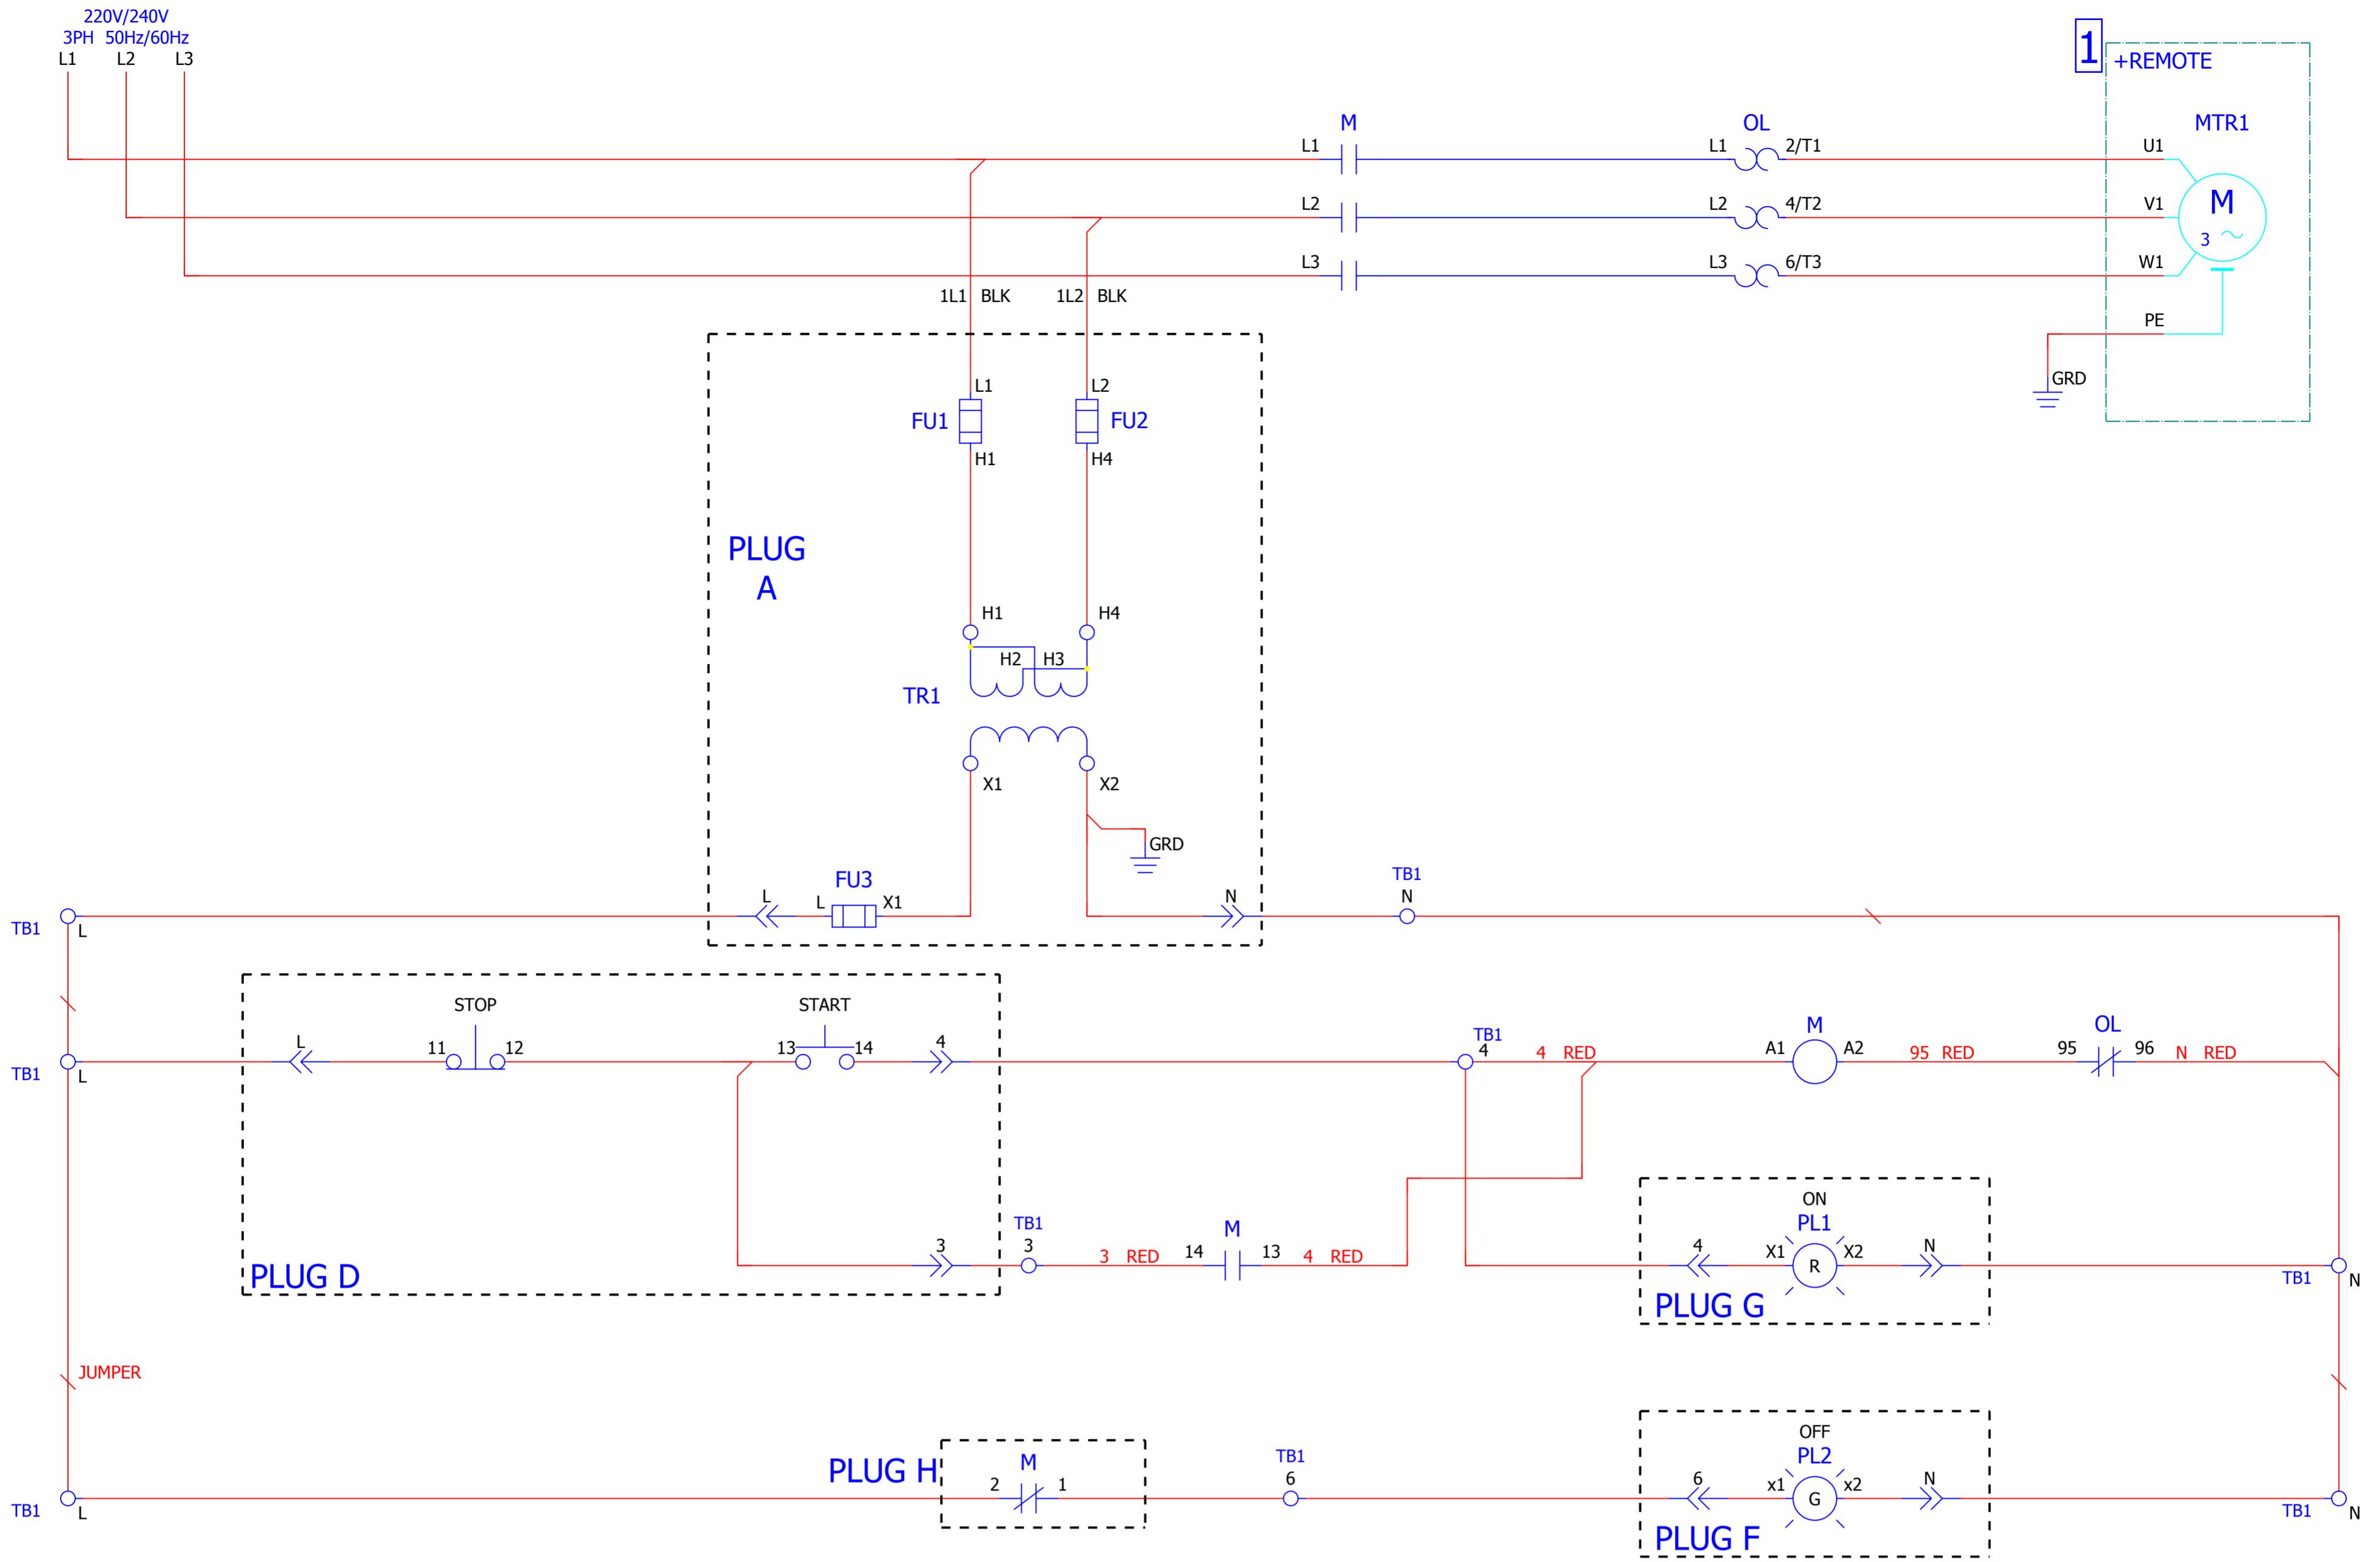 220V/240V
3PH 50Hz/60Hz
L1 L2 L3
1
+REMOTE
M
OL
MTR1
L1
L1
2/T1
U1
L2
L2
4/T2
V1
M
3
L3
L3
6/T3
W1
1L1 BLK
1L2 BLK
PE
GRD
L1
L2
FU1
FU2
H1
H4
PLUG
A
H1
H4
H2 H3
TR1
X1
X2
GRD
FU3
L
L
X1
N
TB1
N
TB1
L
STOP
START
L
11
12
13
14
4
TB1
4
4 RED
M
A1
A2
95 RED
OL
95
96
N RED
TB1
L
PLUG D
3
TB1
3
3 RED
M
14
13
4 RED
ON
PL1
4
X1
R
X2
N
PLUG G
TB1
N
JUMPER
PLUG H
M
2
1
TB1
6
OFF
PL2
6
x1
G
x2
N
PLUG F
TB1
L
TB1
N